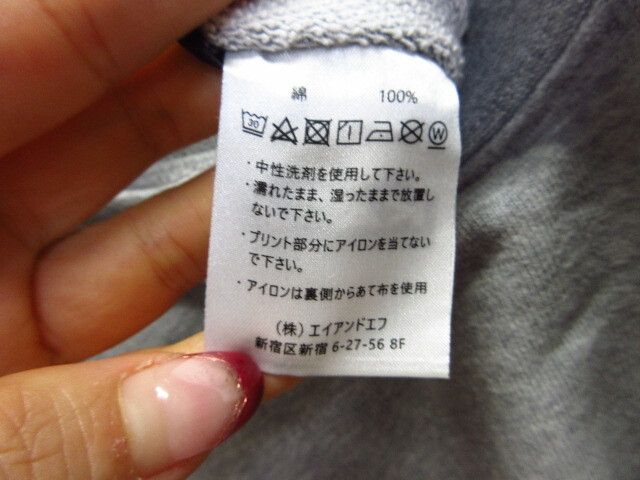 綿 100%
30 W
・中性洗剤を使用して下さい。
・濡れたまま、湿ったままで放置し
ないで下さい。
・プリント部分にアイロンを当てない
で下さい。
・アイロンは裏側からあて布を使用
（株）エイアンドエフ
新宿区新宿 6-27-56 8F